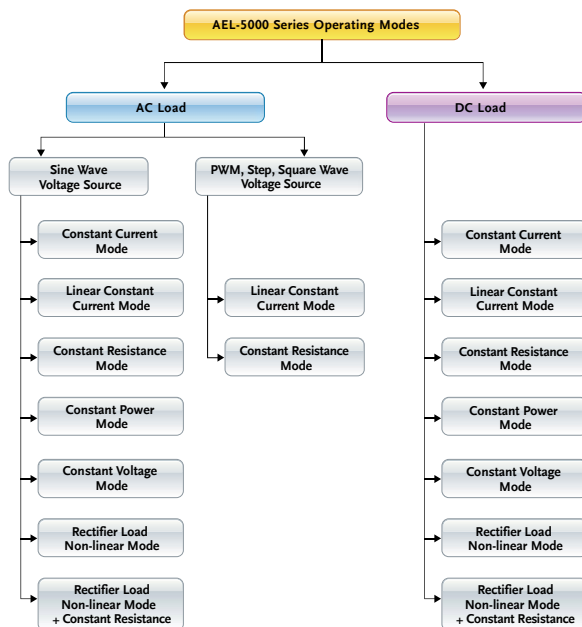 AEL-5000 Series Operating Modes
AC Load
DC Load
Sine Wave
Voltage Source
PWM, Step, Square Wave
Voltage Source
Constant Current
Mode
Linear Constant
Current Mode
Constant Resistance
Mode
Constant Power
Mode
Constant Voltage
Mode
Rectifier Load
Non-linear Mode
Rectifier Load
Non-linear Mode
+ Constant Resistance
Linear Constant
Current Mode
Constant Resistance
Mode
Constant Current
Mode
Linear Constant
Current Mode
Constant Resistance
Mode
Constant Power
Mode
Constant Voltage
Mode
Rectifier Load
Non-linear Mode
Rectifier Load
Non-linear Mode
+ Constant Resistance